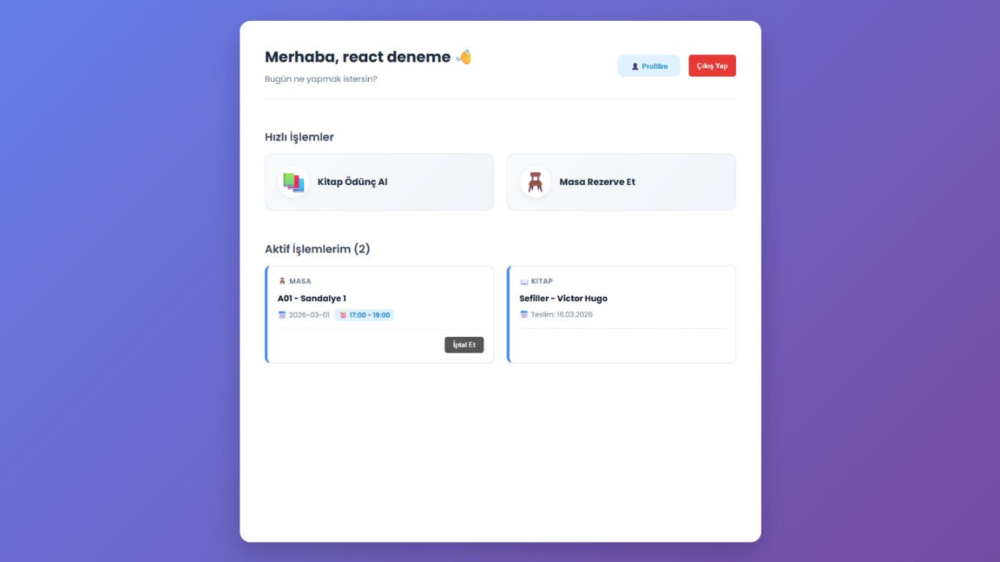 Merhaba, react deneme 👋
Bugün ne yapmak istersin?
👤 Profilim
Çıkış Yap
Hızlı İşlemler
Kitap Ödünç Al
Masa Rezerve Et
Aktif İşlemlerim (2)
MASA
A01 - Sandalye 1
2026-03-01 17:00 - 19:00
İptal Et
KITAP
Sefiller - Victor Hugo
Teslim: 16.03.2026